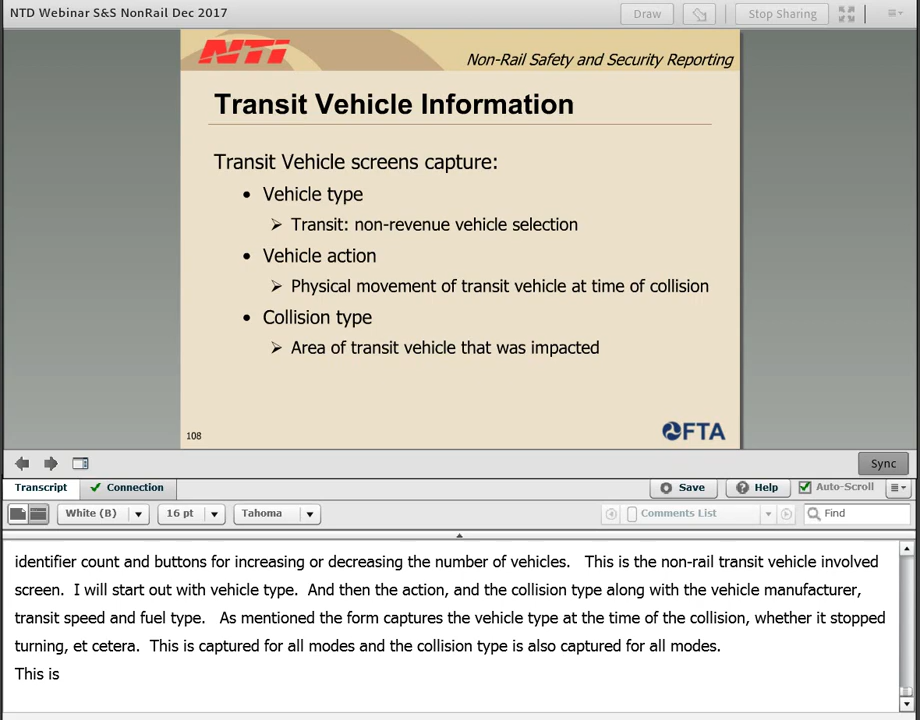 NTD Webinar S&S NonRail Dec 2017
Draw
Stop Sharing
NTI
Non-Rail Safety and Security Reporting
Transit Vehicle Information
Transit Vehicle screens capture:
• Vehicle type
➢ Transit: non-revenue vehicle selection
• Vehicle action
➢ Physical movement of transit vehicle at time of collision
• Collision type
➢ Area of transit vehicle that was impacted
108
FTA
Sync
Transcript
Connection
Save
Help
Auto-Scroll
White (B)
16 pt
Tahoma
Comments List
Find
identifier count and buttons for increasing or decreasing the number of vehicles.   This is the non-rail transit vehicle involved
screen.  I will start out with vehicle type.  And then the action, and the collision type along with the vehicle manufacturer,
transit speed and fuel type.   As mentioned the form captures the vehicle type at the time of the collision, whether it stopped
turning, et cetera.  This is captured for all modes and the collision type is also captured for all modes.
This is